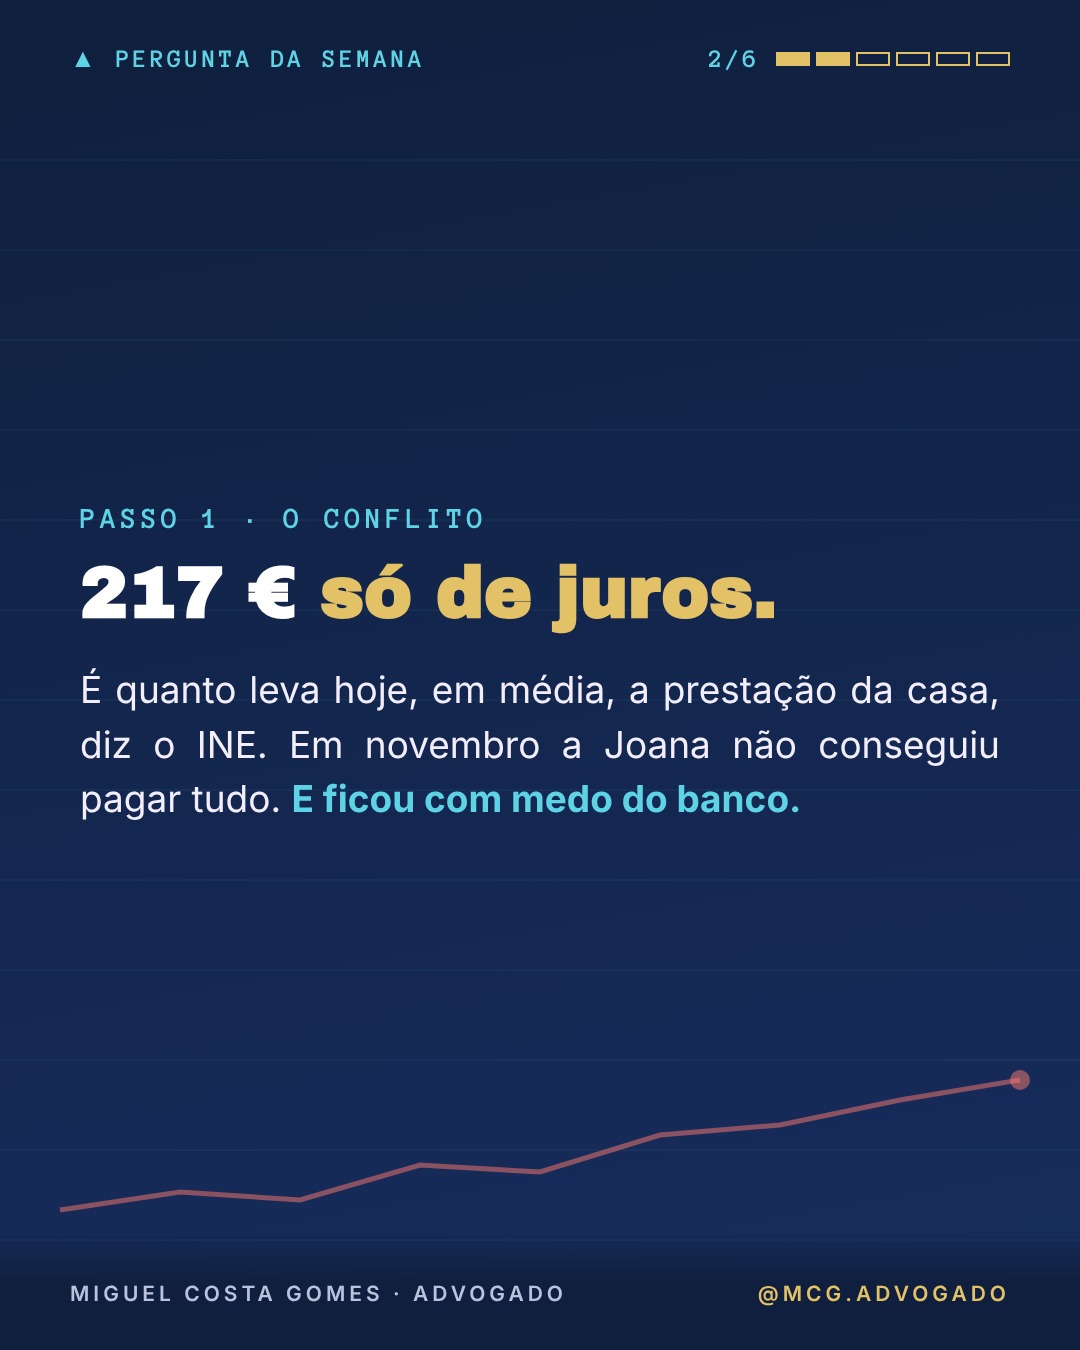 ▲ PERGUNTA DA SEMANA
2/6
PASSO 1 · O CONFLITO
217 € só de juros.
É quanto leva hoje, em média, a prestação da casa,
diz o INE. Em novembro a Joana não conseguiu
pagar tudo. E ficou com medo do banco.
MIGUEL COSTA GOMES · ADVOGADO
@MCG.ADVOGADO